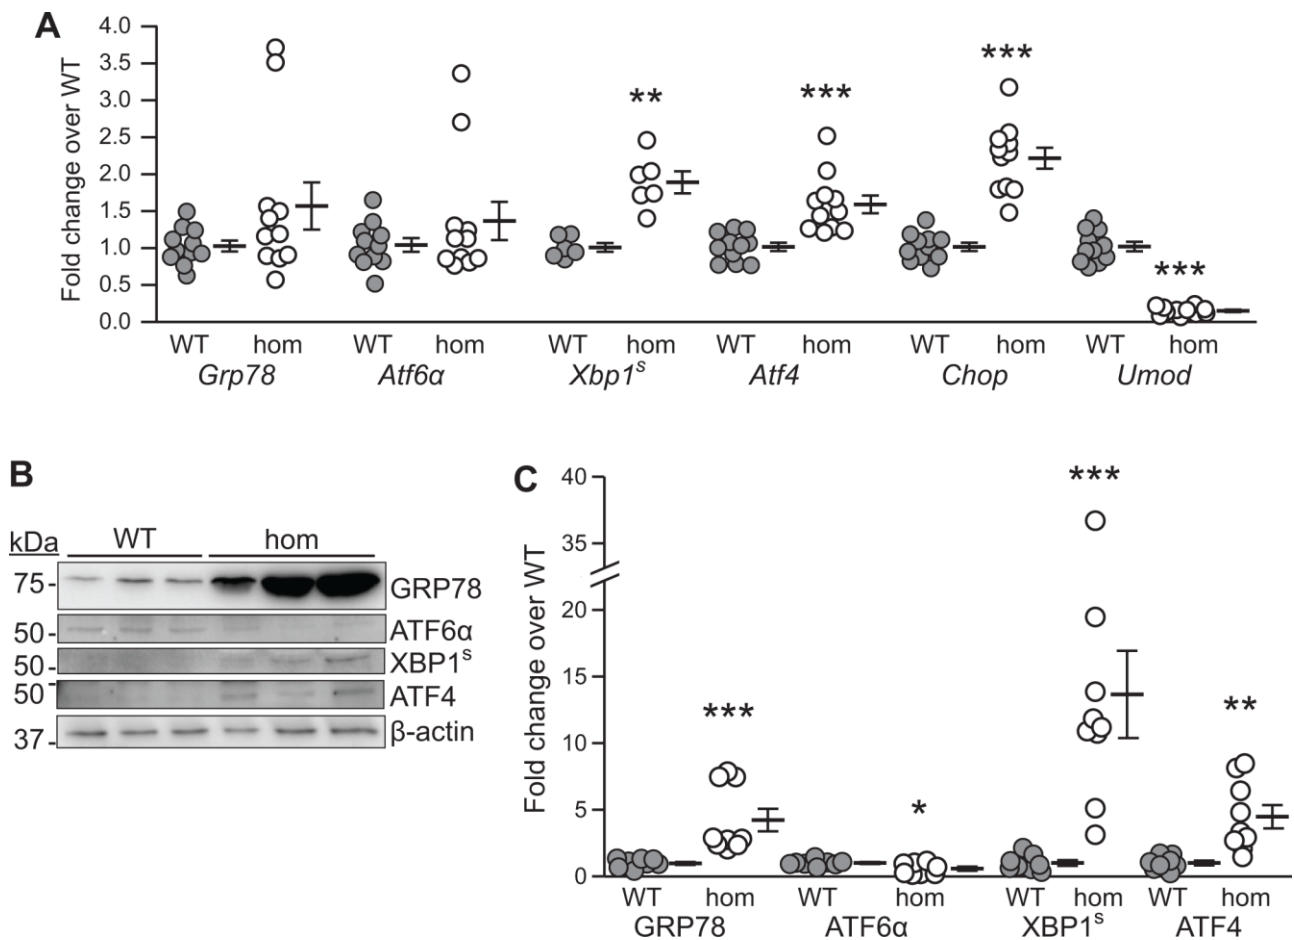 A
Fold change over WT
4.0
3.5
3.0
2.5
2.0
1.5
1.0
0.5
0.0
** *** *** ***
WT hom WT hom WT hom WT hom WT hom WT hom
Grp78 Atf6α Xbp1ˢ Atf4 Chop Umod
B
kDa WT hom
75- GRP78
50- ATF6α
50- XBP1ˢ
50- ATF4
37- β-actin
C
Fold change over WT
40
35
20
15
10
5
0
*** * *** **
WT hom WT hom WT hom WT hom
GRP78 ATF6α XBP1ˢ ATF4